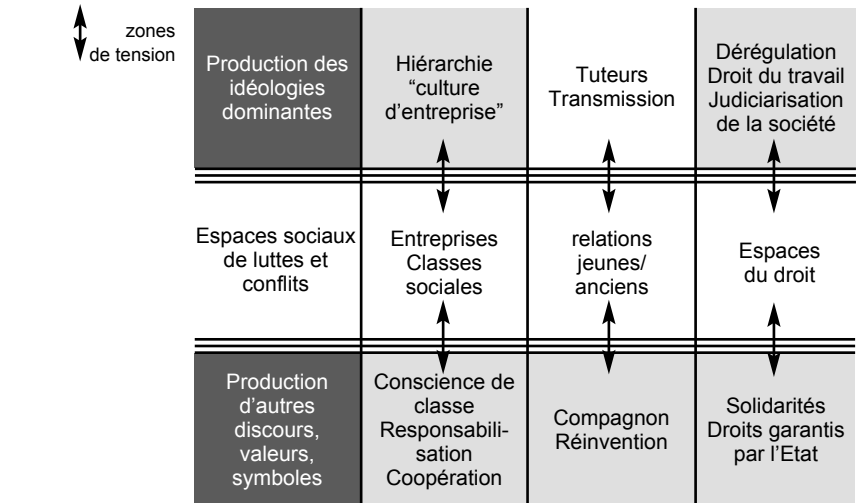 zones
de tension
Production des
idéologies
dominantes
Hiérarchie
“culture
d’entreprise”
Tuteurs
Transmission
Dérégulation
Droit du travail
Judiciarisation
de la société
Espaces sociaux
de luttes et
conflits
Entreprises
Classes
sociales
relations
jeunes/
anciens
Espaces
du droit
Production
d’autres
discours,
valeurs,
symboles
Conscience de
classe
Responsabili-
sation
Coopération
Compagnon
Réinvention
Solidarités
Droits garantis
par l’Etat